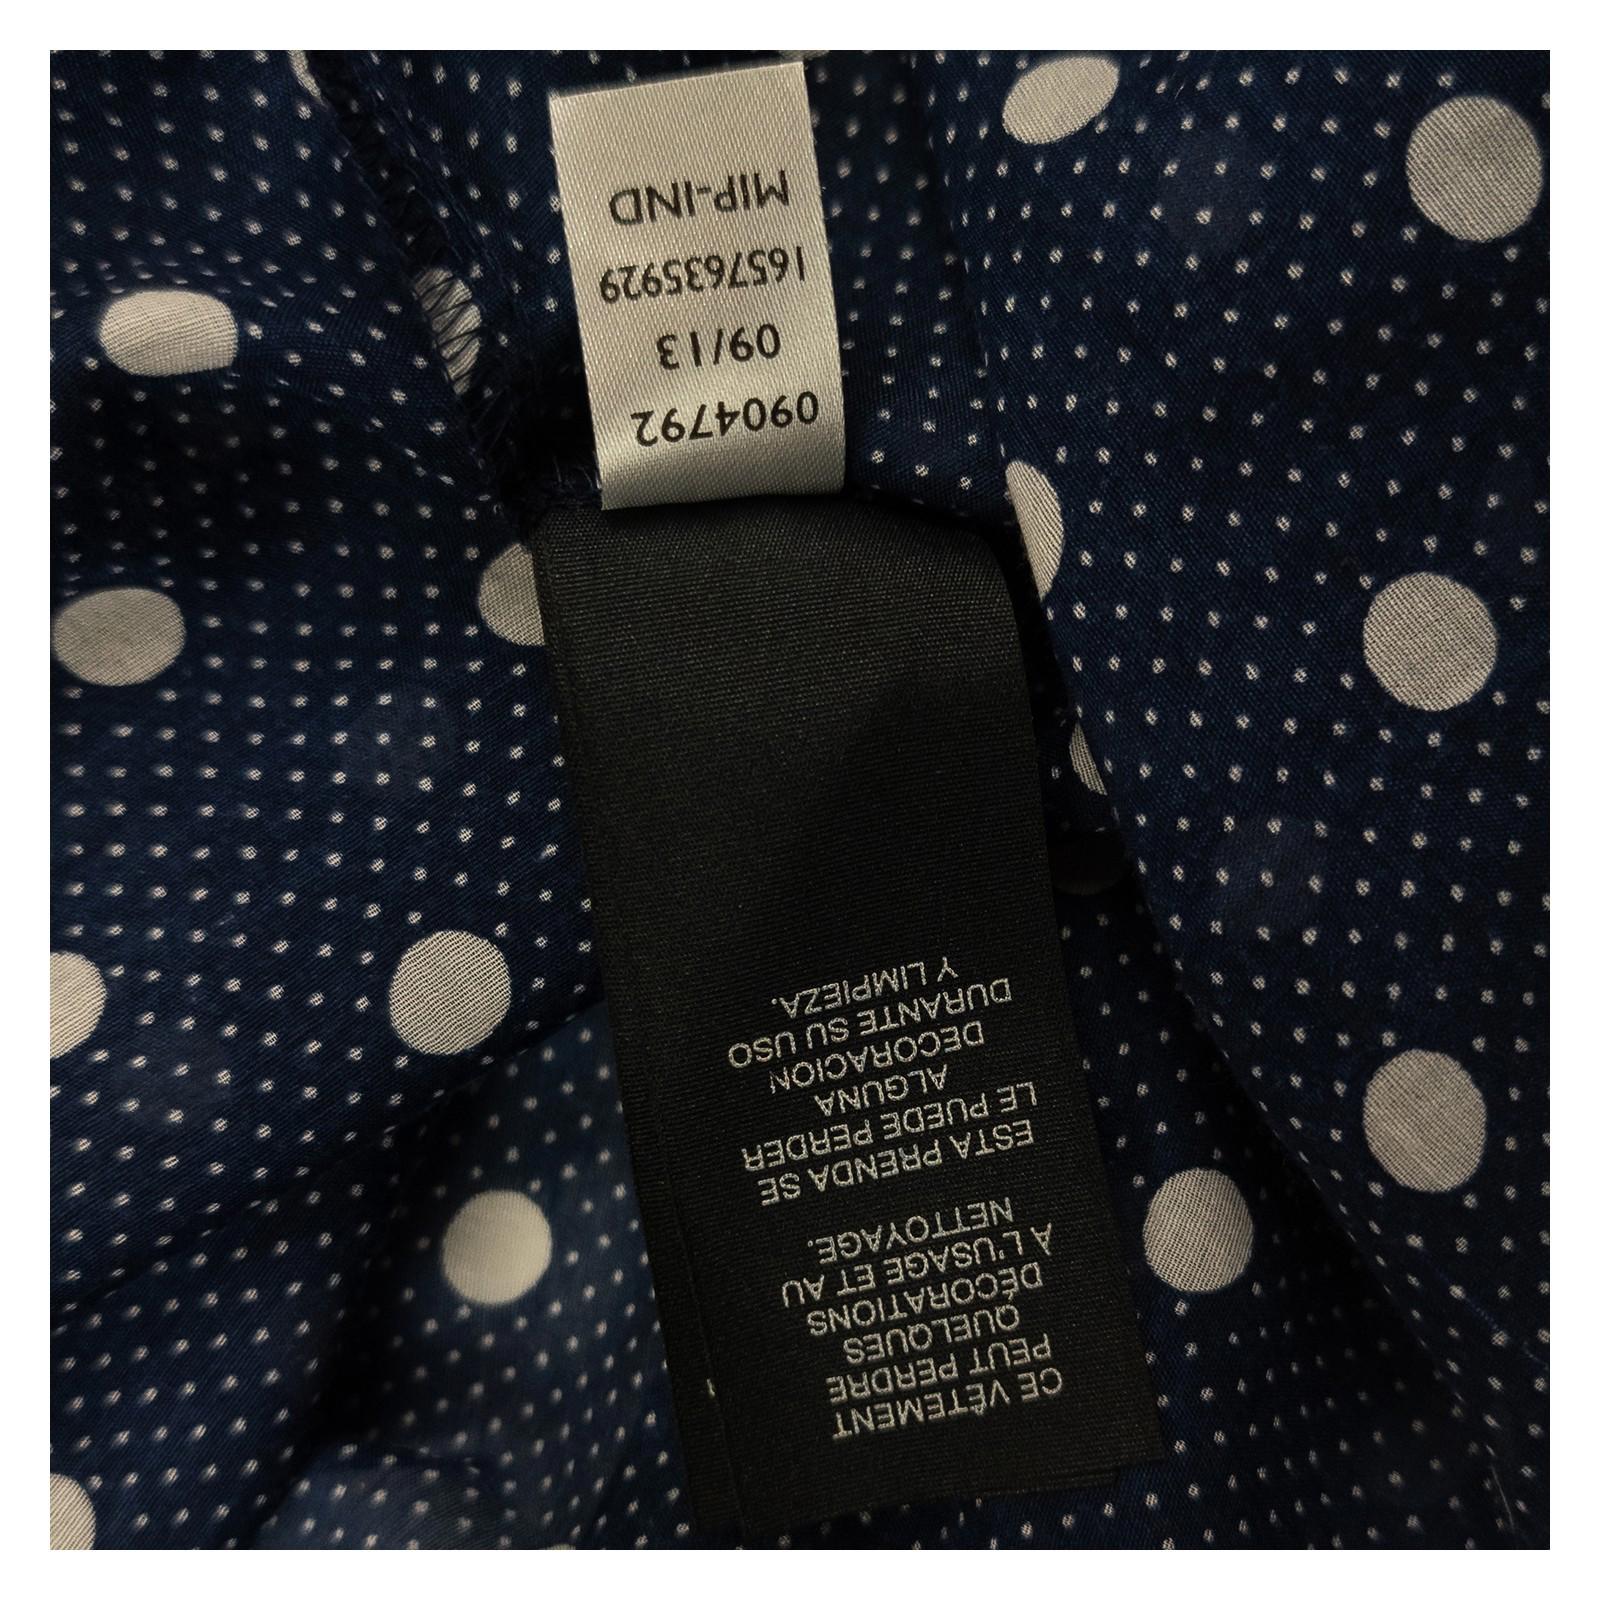 CE VÊTEMENT
PEUT PERDRE
QUELQUES
DÉCORATIONS
À L'USAGE ET AU
NETTOYAGE.
ESTA PRENDA SE
LE PUEDE PERDER
ALGUNA
DECORACION
DURANTE SU USO
Y LIMPIEZA.
0904792
09/13
1657635929
MIP-IND